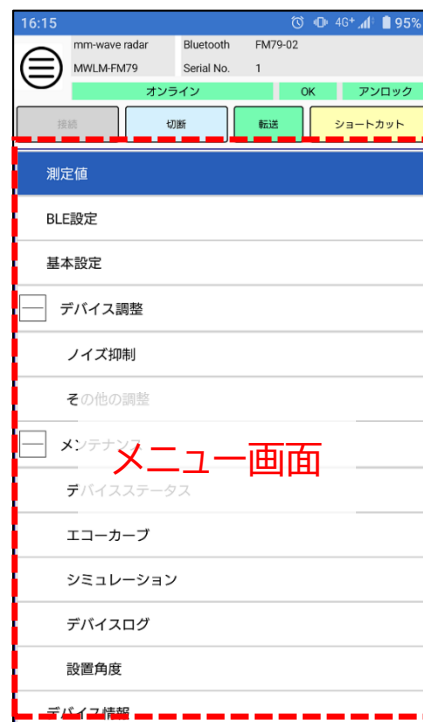 16:15 4G+ 95%
mm-wave radar Bluetooth FM79-02
MWLM-FM79 Serial No. 1
オンライン OK アンロック
接続 切断 転送 ショートカット
測定値
BLE設定
基本設定
デバイス調整
ノイズ抑制
その他の調整
メンテナンス
メニュー画面
デバイスステータス
エコーカーブ
シミュレーション
デバイスログ
設置角度
デバイス情報